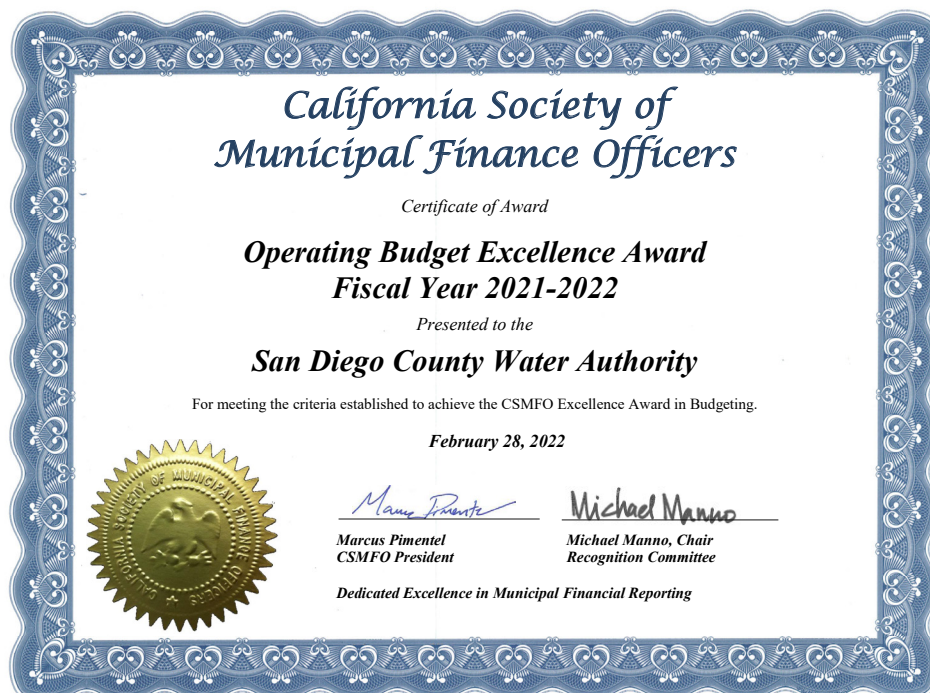 California Society of
Municipal Finance Officers
Certificate of Award
Operating Budget Excellence Award
Fiscal Year 2021-2022
Presented to the
San Diego County Water Authority
For meeting the criteria established to achieve the CSMFO Excellence Award in Budgeting.
February 28, 2022
CALIFORNIA SOCIETY OF MUNICIPAL FINANCE OFFICERS
Michael Manno
Marcus Pimentel
Michael Manno, Chair
CSMFO President
Recognition Committee
Dedicated Excellence in Municipal Financial Reporting